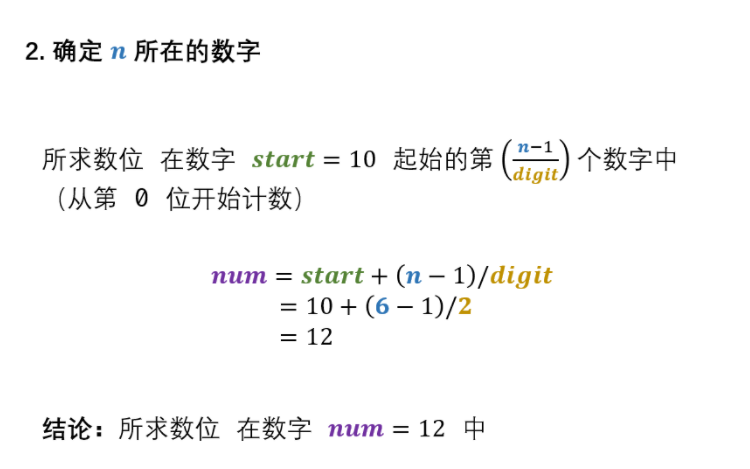 2. 确定 n 所在的数字
所求数位 在数字 start = 10 起始的第 (n−1/digit) 个数字中
（从第 0 位开始计数）
num = start + (n − 1)/digit
= 10 + (6 − 1)/2
= 12
结论：所求数位 在数字 num = 12 中